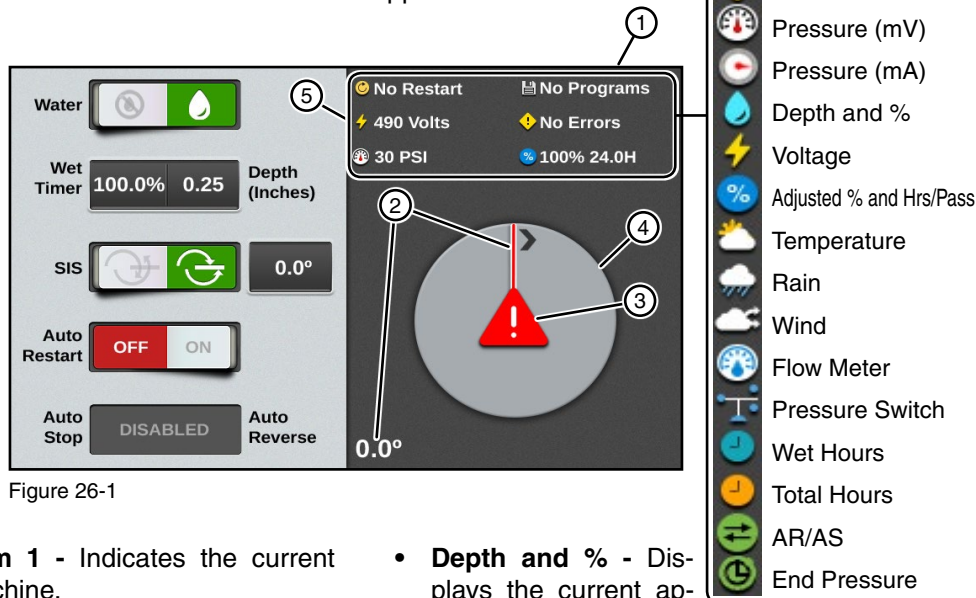 1
5
No Restart
No Programs
490 Volts
No Errors
30 PSI
% 100% 24.0H
Water
Wet
Timer
100.0%
0.25
Depth
(Inches)
SIS
0.0º
Auto
Restart
OFF
ON
Auto
Stop
DISABLED
Auto
Reverse
2
4
3
0.0º
Figure 26-1
Pressure (mV)
Pressure (mA)
Depth and %
Voltage
% Adjusted % and Hrs/Pass
Temperature
Rain
Wind
Flow Meter
Pressure Switch
Wet Hours
Total Hours
AR/AS
End Pressure
m 1 - Indicates the current
chine.
• Depth and % - Dis-
plays the current ap-